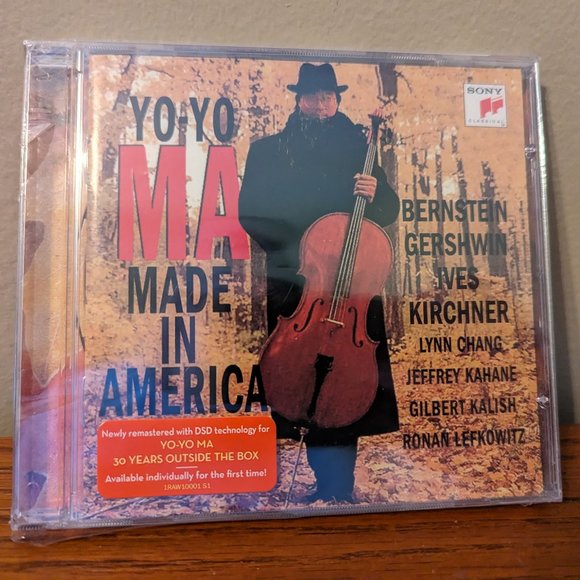 YO-YO
MA
MADE
IN
AMERICA
SONY
CLASSICAL
BERNSTEIN
GERSHWIN
IVES
KIRCHNER
LYNN CHANG
JEFFREY KAHANE
GILBERT KALISH
RONAN LEFKOWITZ
Newly remastered with DSD technology for
YO-YO MA
30 YEARS OUTSIDE THE BOX
Available individually for the first time!
1RAW10001 S1